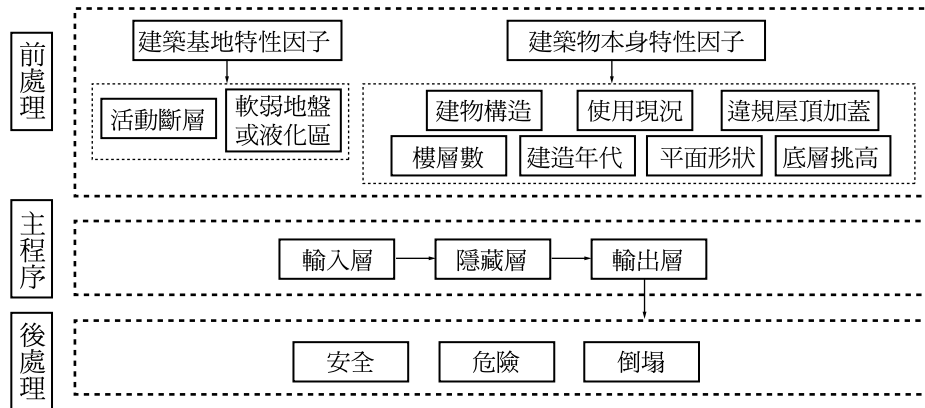 前處理
建築基地特性因子
建築物本身特性因子
活動斷層
軟弱地盤
或液化區
建物構造
使用現況
違規屋頂加蓋
樓層數
建造年代
平面形狀
底層挑高
主程序
輸入層
隱藏層
輸出層
後處理
安全
危險
倒塌